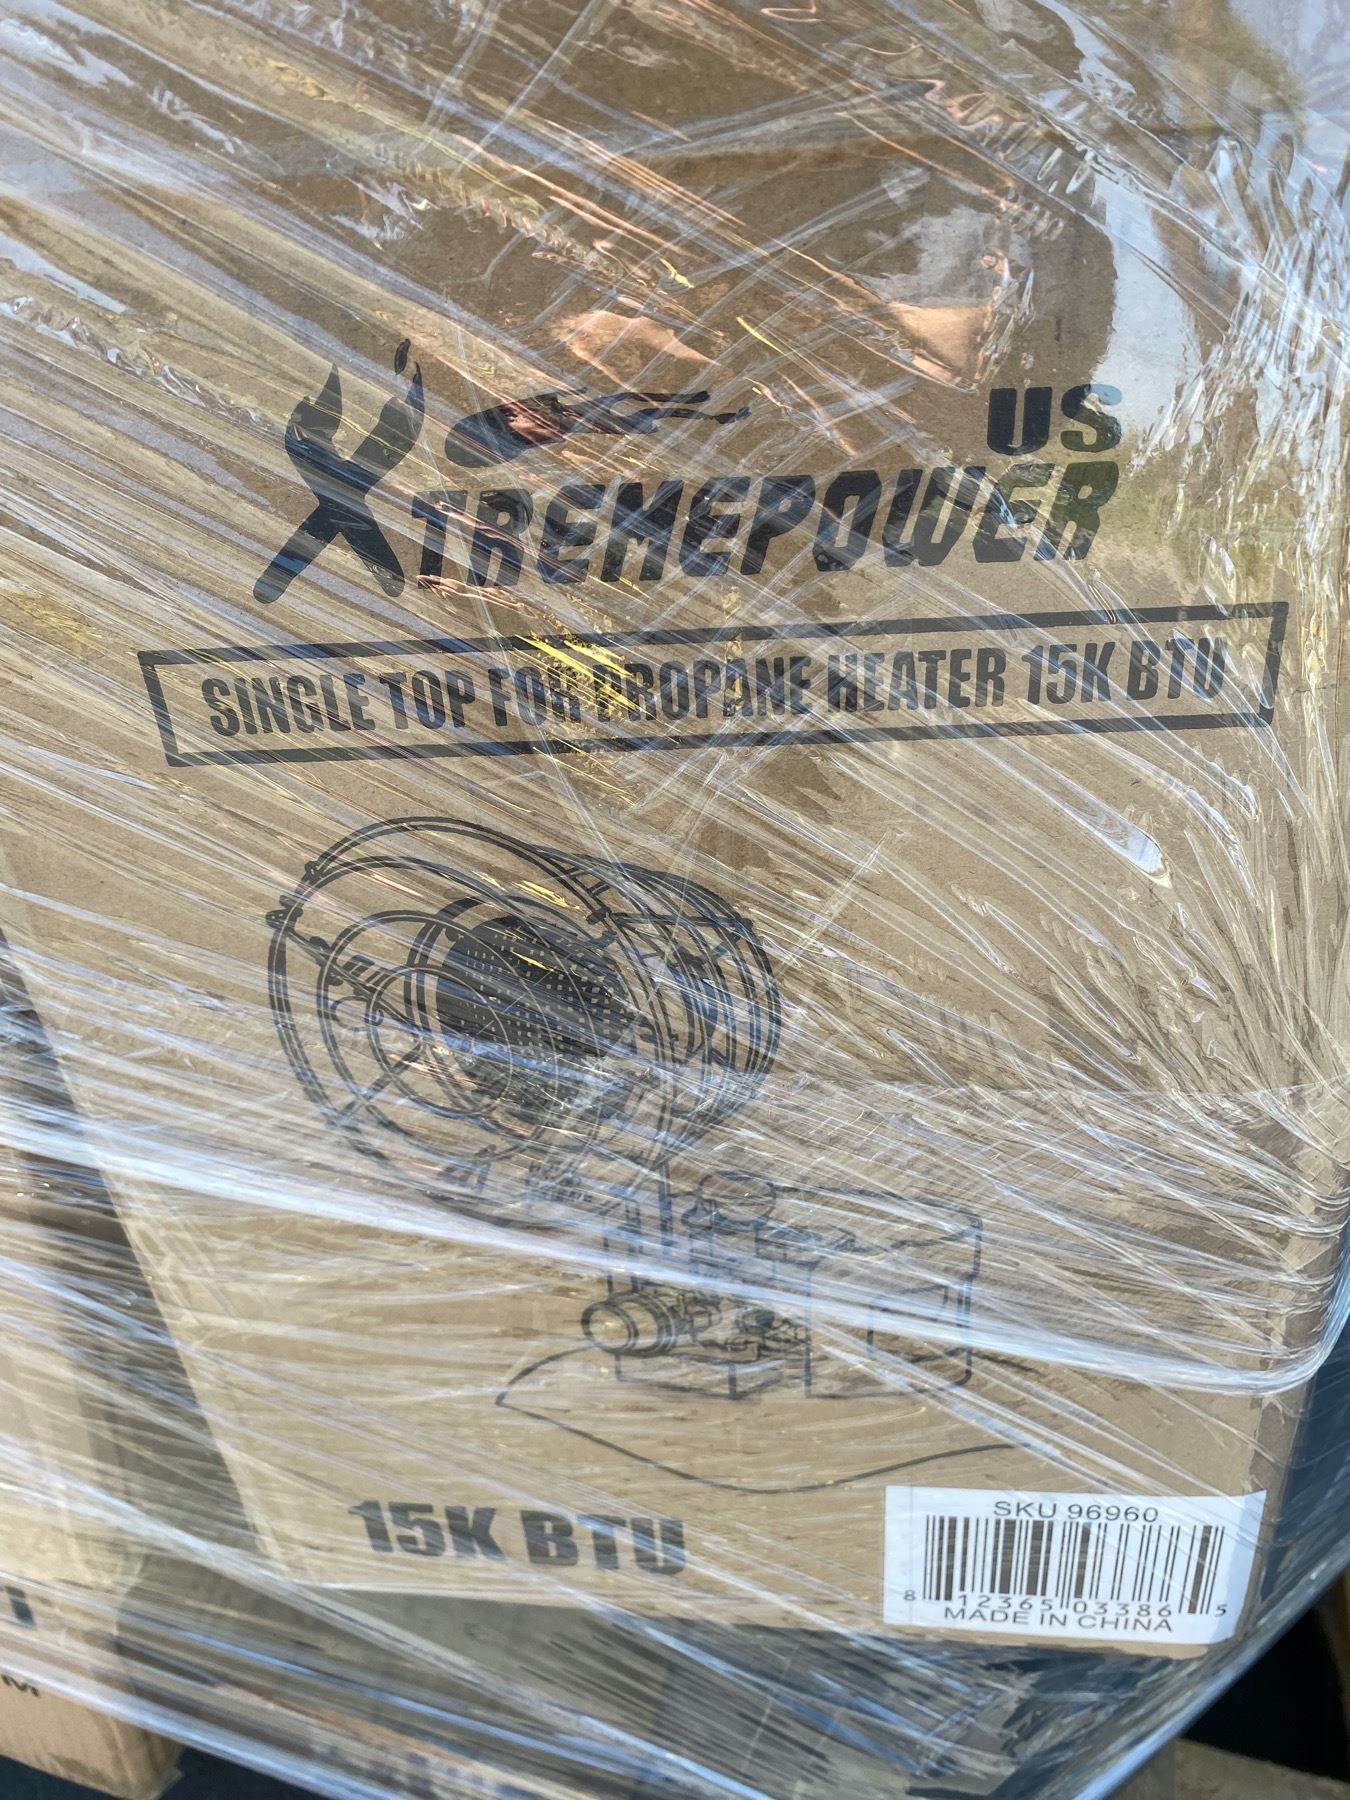 US
XTREMEPOWER
SINGLE TOP FOR PROPANE HEATER 15K BTU
15K BTU
SKU 96960
8 12365 03386 5
MADE IN CHINA